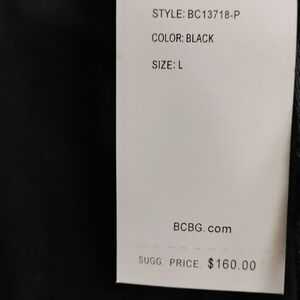 STYLE: BC13718-P
COLOR: BLACK
SIZE: L
BCBG.com
SUGG. PRICE. $160.00